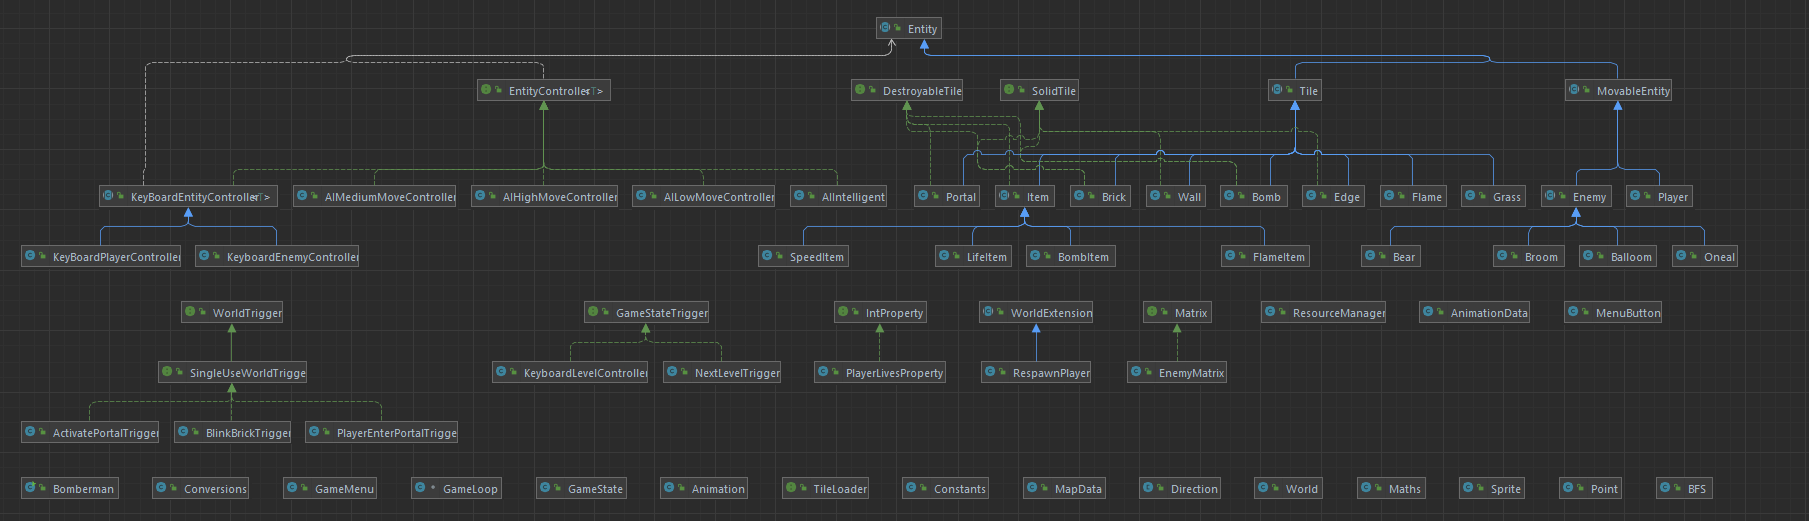 Entity
EntityController<T>
DestroyableTile
SolidTile
Tile
MovableEntity
KeyBoardEntityController<T>
AIMediumMoveController
AIHighMoveController
AILowMoveController
AIIntelligent
Portal
Item
Brick
Wall
Bomb
Edge
Flame
Grass
Enemy
Player
KeyBoardPlayerController
KeyboardEnemyController
SpeedItem
LifeItem
BombItem
FlameItem
Bear
Broom
Balloom
Oneal
WorldTrigger
GameStateTrigger
IntProperty
WorldExtension
Matrix
ResourceManager
AnimationData
MenuButton
SingleUseWorldTrigge
KeyboardLevelController
NextLevelTrigger
PlayerLivesProperty
RespawnPlayer
EnemyMatrix
ActivatePortalTrigger
BlinkBrickTrigger
PlayerEnterPortalTrigge
Bomberman
Conversions
GameMenu
GameLoop
GameState
Animation
TileLoader
Constants
MapData
Direction
World
Maths
Sprite
Point
BFS